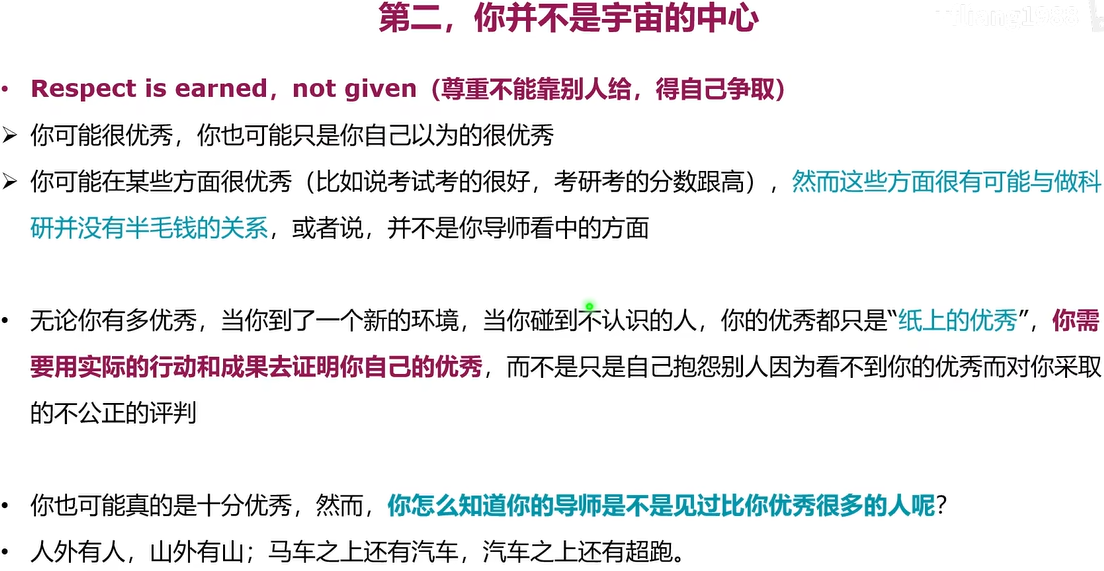 第二，你并不是宇宙的中心
• Respect is earned，not given（尊重不能靠别人给，得自己争取）
➢ 你可能很优秀，你也可能只是你自己以为的很优秀
➢ 你可能在某些方面很优秀（比如说考试考的很好，考研考的分数跟高），然而这些方面很有可能与做科
研并没有半毛钱的关系，或者说，并不是你导师看中的方面
• 无论你有多优秀，当你到了一个新的环境，当你碰到不认识的人，你的优秀都只是“纸上的优秀”，你需
要用实际的行动和成果去证明你自己的优秀，而不是只是自己抱怨别人因为看不到你的优秀而对你采取
的不公正的评判
• 你也可能真的是十分优秀，然而，你怎么知道你的导师是不是见过比你优秀很多的人呢？
• 人外有人，山外有山；马车之上还有汽车，汽车之上还有超跑。